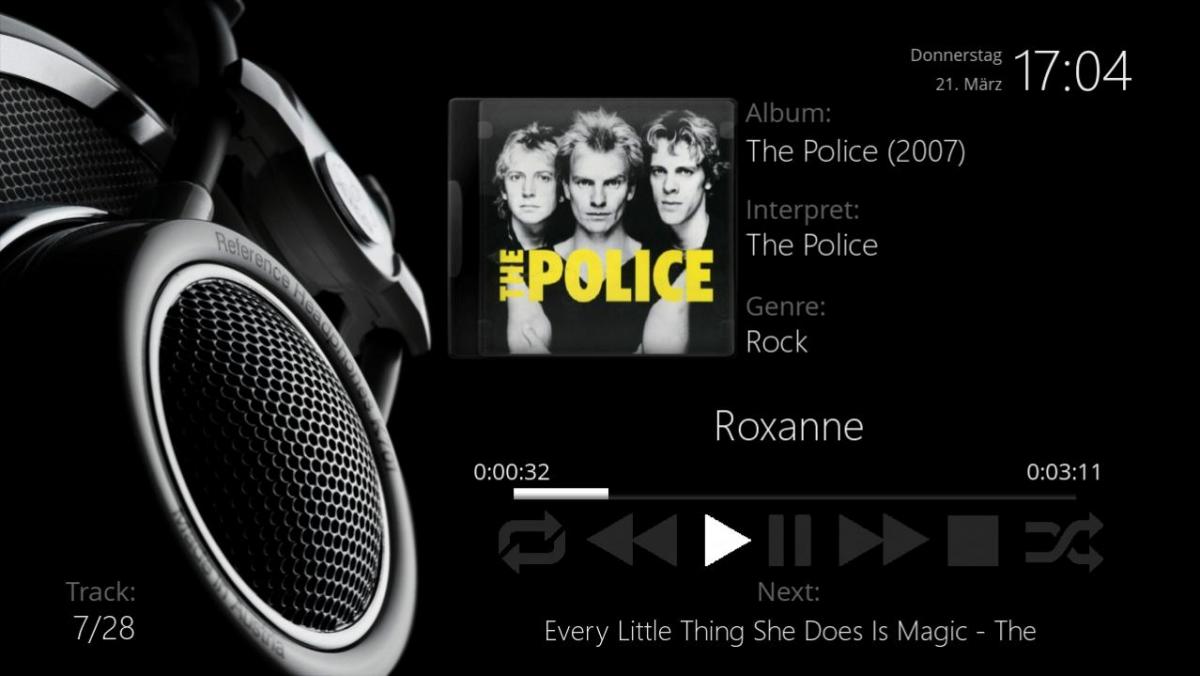 Donnerstag
21. März
17:04
Album:
The Police (2007)
Interpret:
The Police
Genre:
Rock
THE POLICE
Reference Headphones K701
Made in Austria
Roxanne
0:00:32
0:03:11
Track:
7/28
Next:
Every Little Thing She Does Is Magic - The